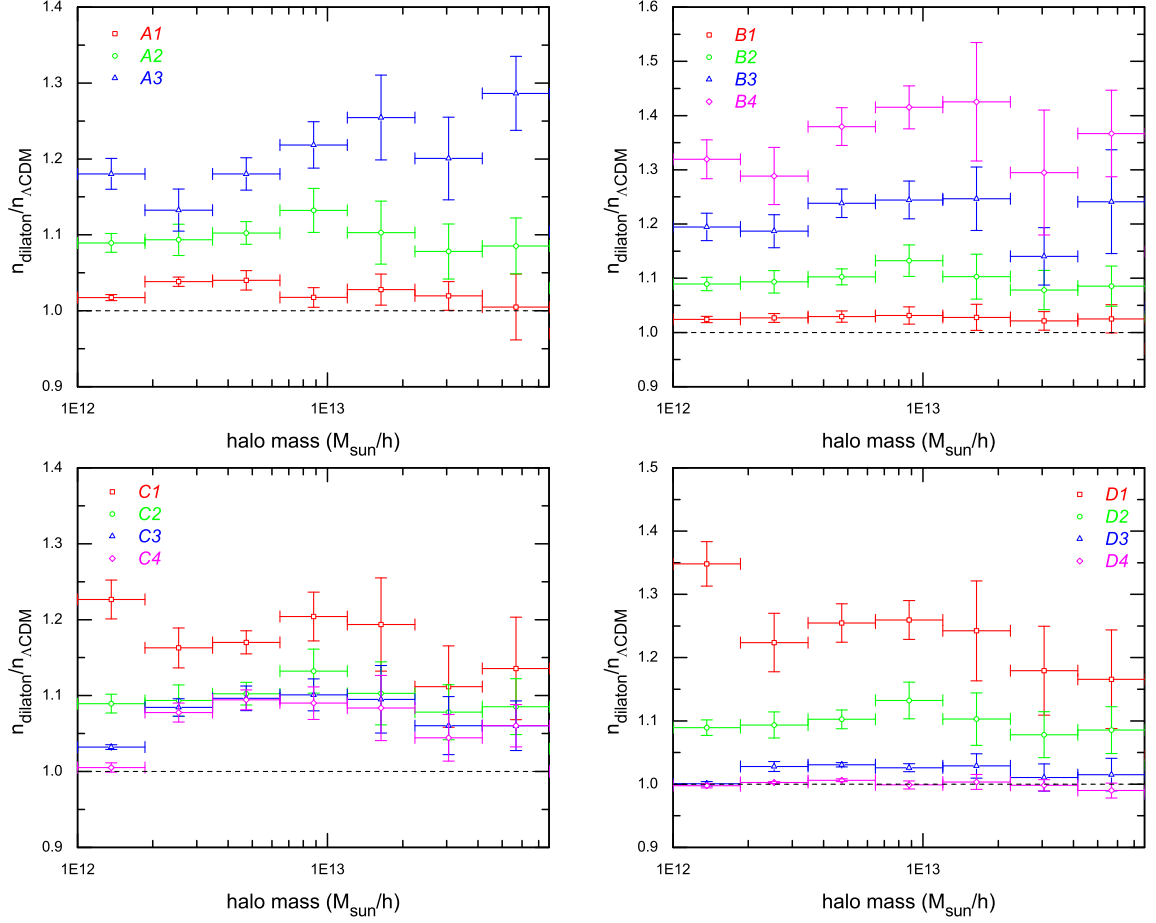 1.4
1.3
1.2
1.1
1.0
0.9
n_dilaton/n_ΛCDM
A1
A2
A3
1E12
1E13
halo mass (M_sun/h)
1.6
1.5
1.4
1.3
1.2
1.1
1.0
0.9
n_dilaton/n_ΛCDM
B1
B2
B3
B4
1E12
1E13
halo mass (M_sun/h)
1.4
1.3
1.2
1.1
1.0
0.9
n_dilaton/n_ΛCDM
C1
C2
C3
C4
1E12
1E13
halo mass (M_sun/h)
1.5
1.4
1.3
1.2
1.1
1.0
0.9
n_dilaton/n_ΛCDM
D1
D2
D3
D4
1E12
1E13
halo mass (M_sun/h)